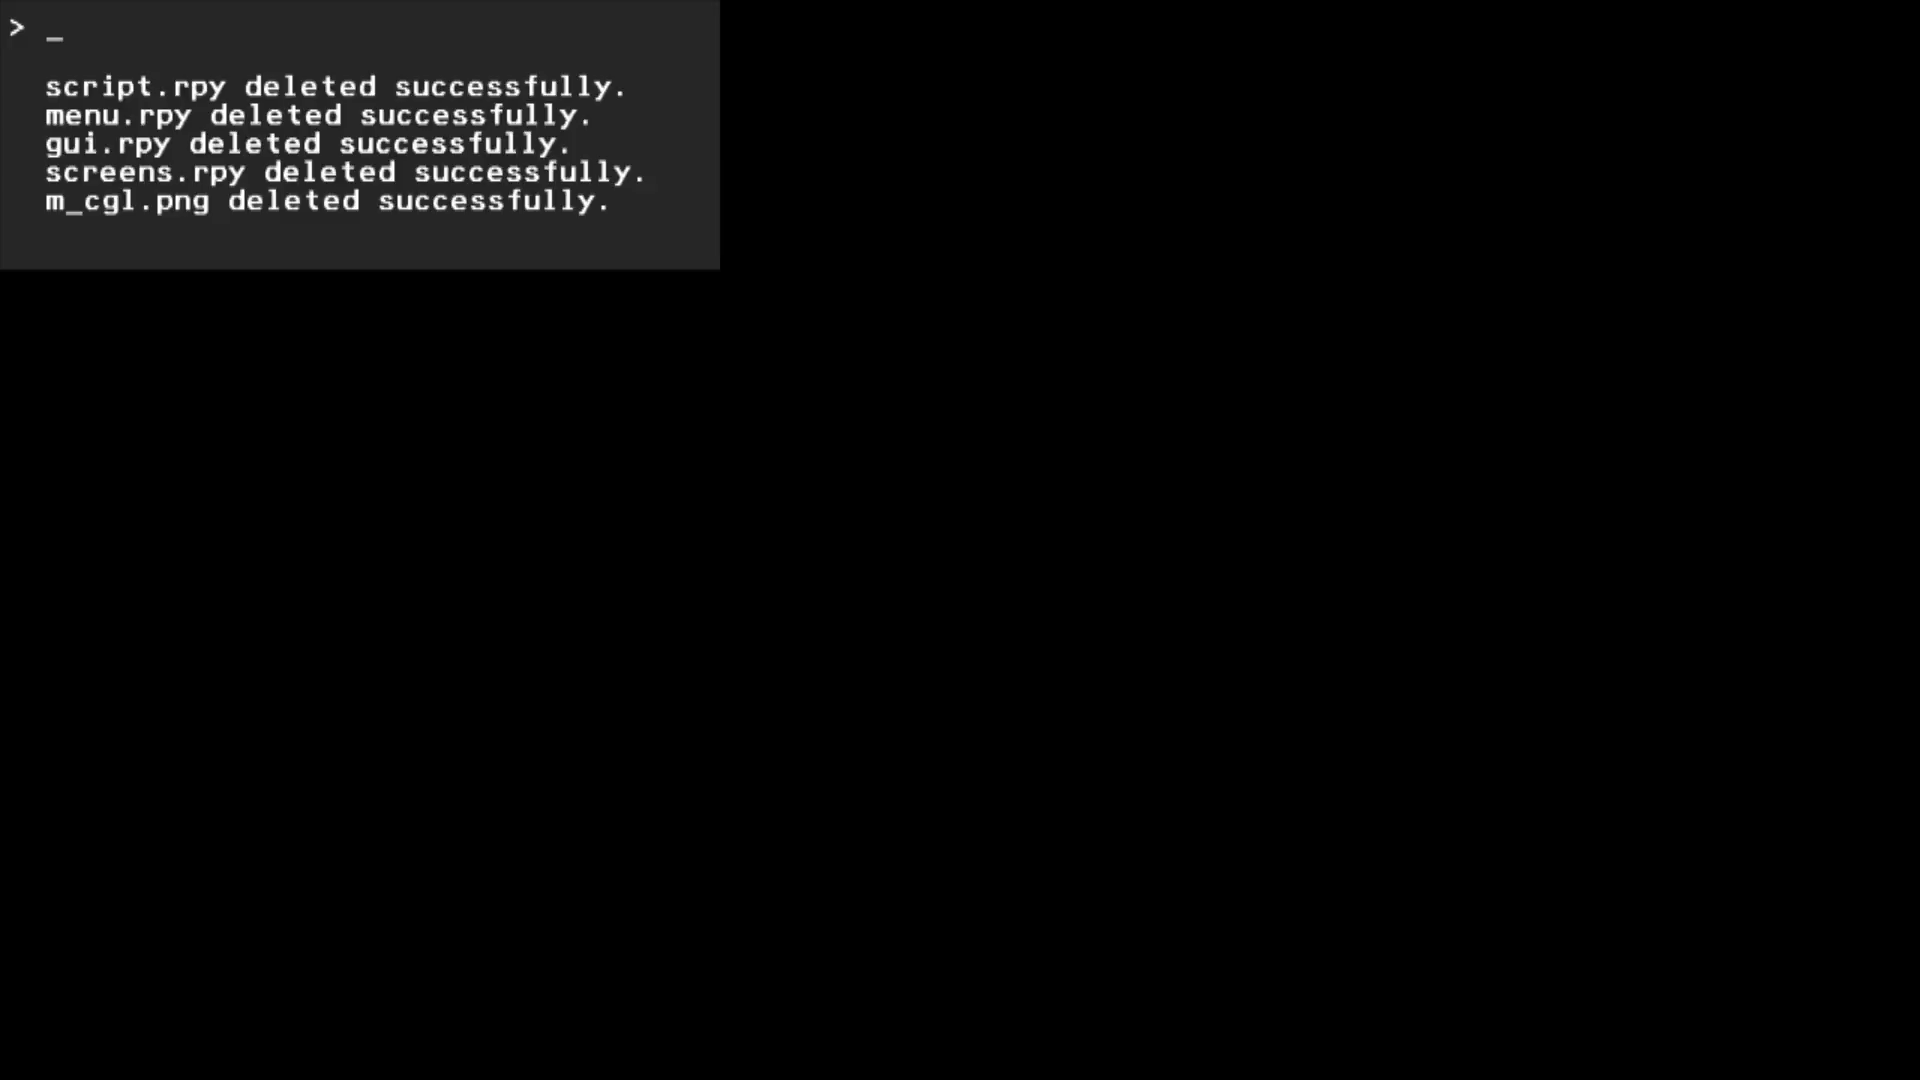 > _
script.rpy deleted successfully.
menu.rpy deleted successfully.
gui.rpy deleted successfully.
screens.rpy deleted successfully.
m_cgl.png deleted successfully.